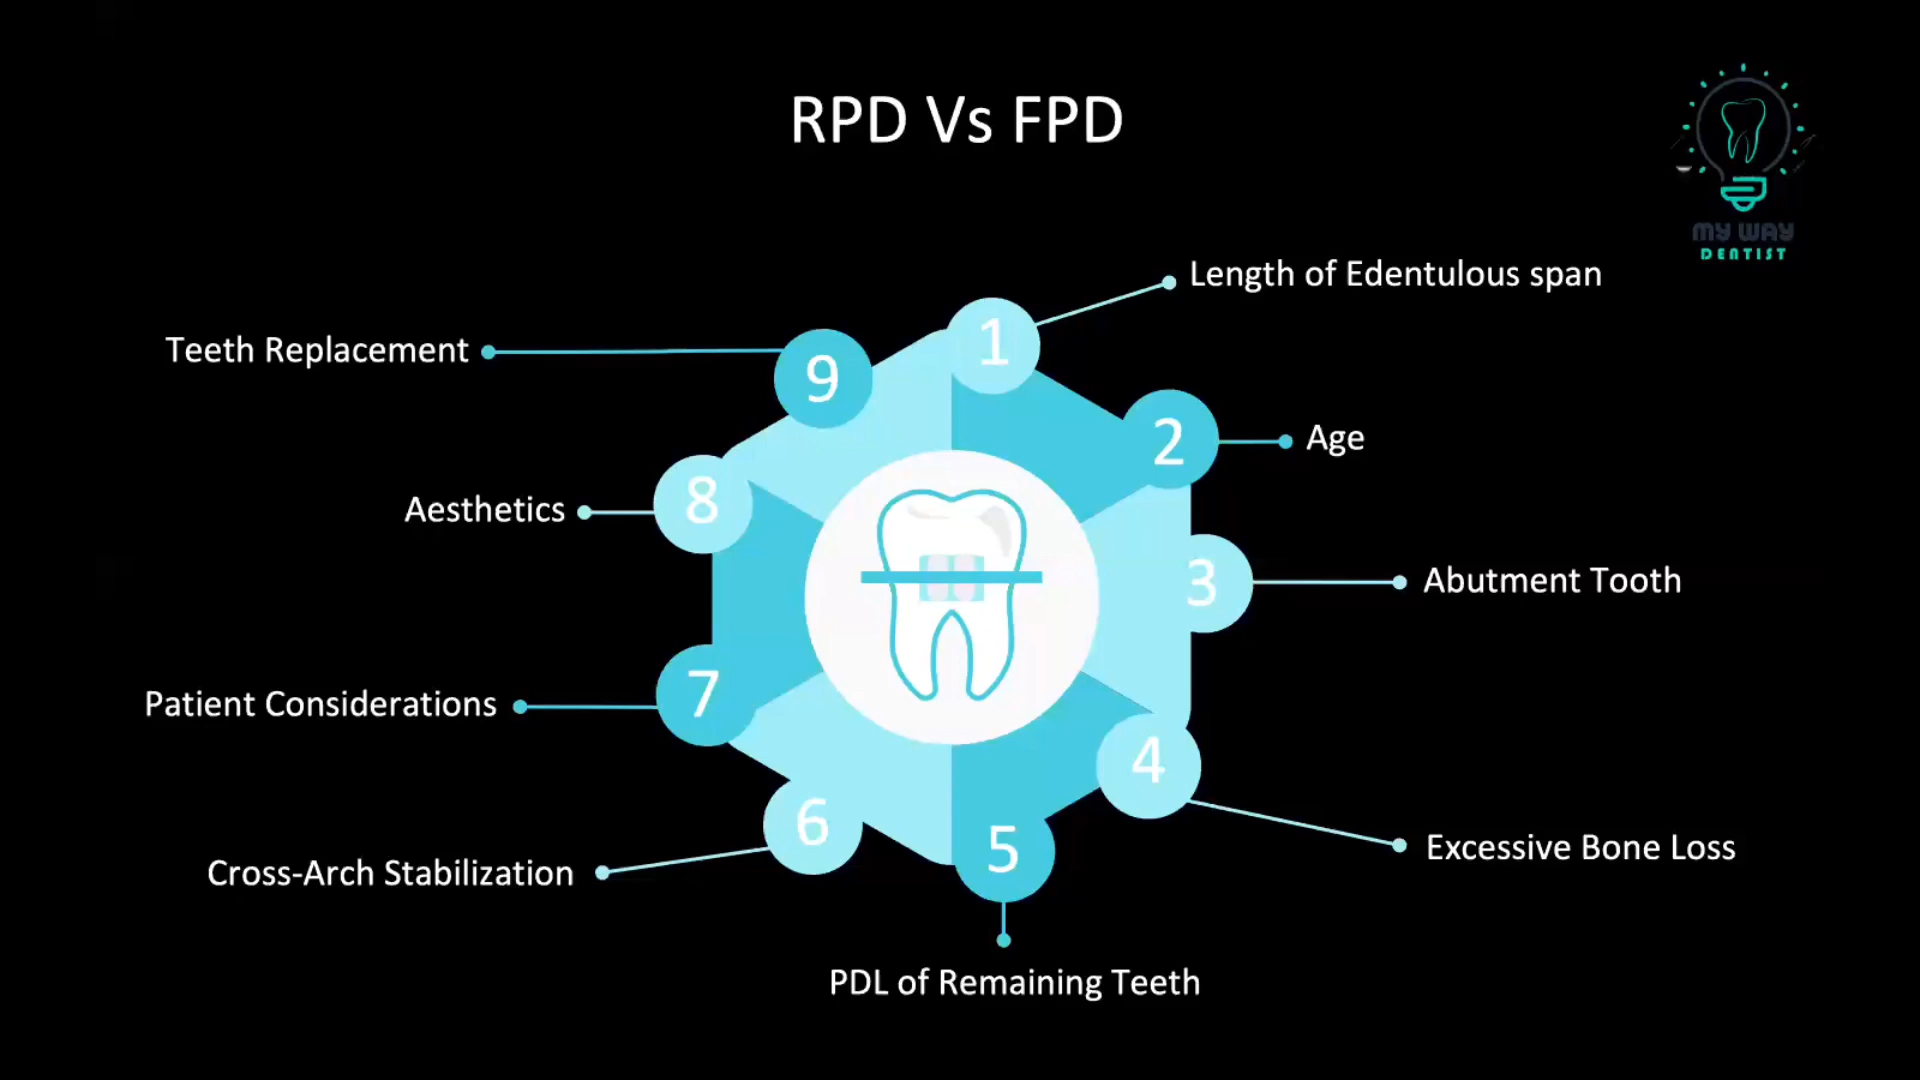 RPD Vs FPD
MY WAY
DENTIST
1
Length of Edentulous span
2
Age
3
Abutment Tooth
4
Excessive Bone Loss
5
PDL of Remaining Teeth
6
Cross-Arch Stabilization
7
Patient Considerations
8
Aesthetics
9
Teeth Replacement